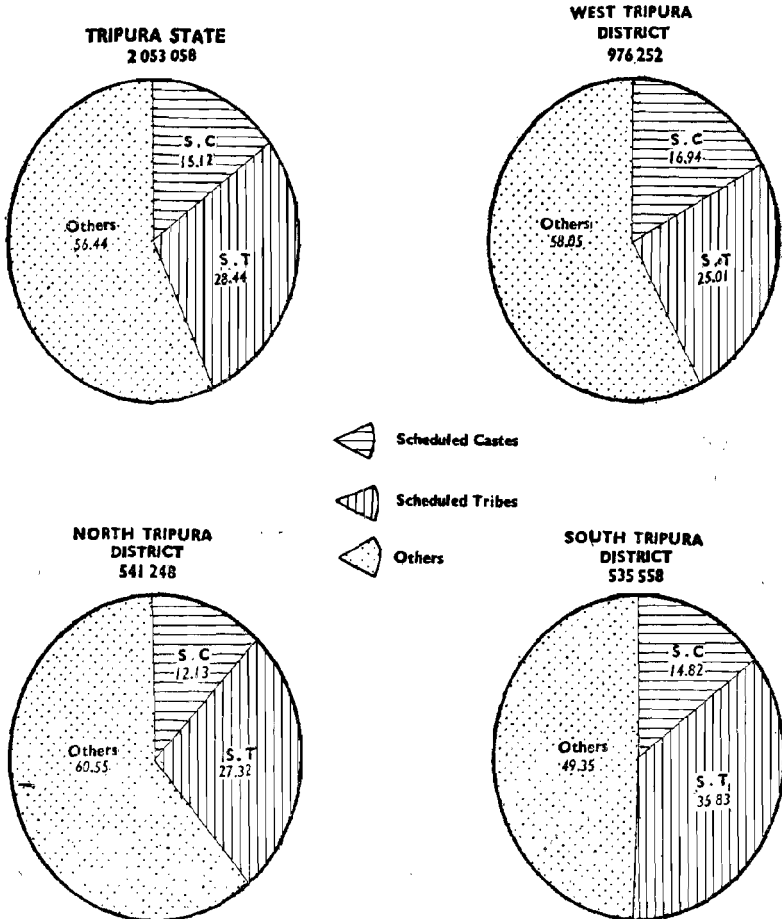 TRIPURA STATE
2 053 058
S.C
15.12
Others
56.44
S.T
28.44
WEST TRIPURA
DISTRICT
976 252
S.C
16.94
Others
58.05
S.T
25.01
Scheduled Castes
Scheduled Tribes
Others
NORTH TRIPURA
DISTRICT
541 248
S.C
12.13
Others
60.55
S.T
27.32
SOUTH TRIPURA
DISTRICT
535 558
S.C
14.82
Others
49.35
S.T
35.83